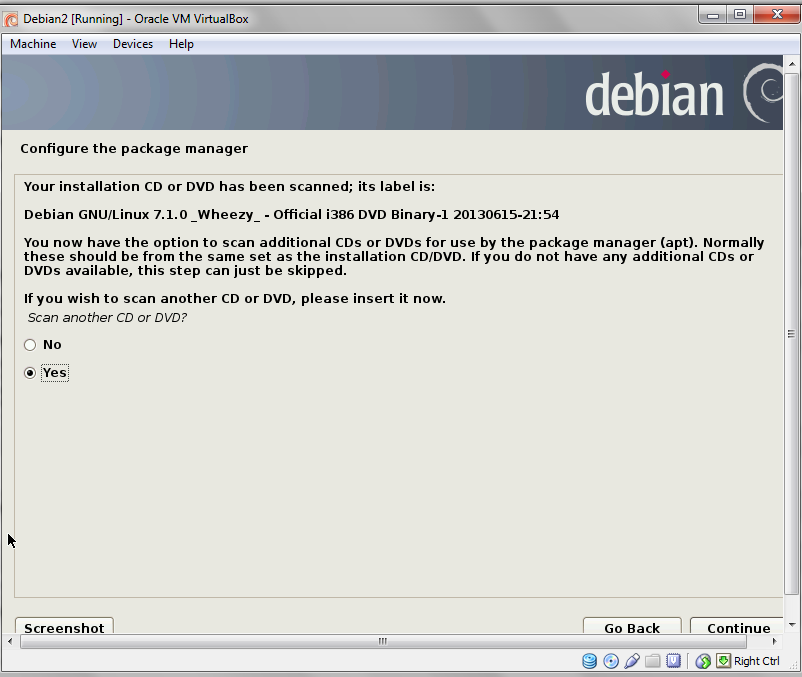 Debian2 [Running] - Oracle VM VirtualBox
Machine View Devices Help
debian
Configure the package manager
Your installation CD or DVD has been scanned; its label is:
Debian GNU/Linux 7.1.0 _Wheezy_ - Official i386 DVD Binary-1 20130615-21:54
You now have the option to scan additional CDs or DVDs for use by the package manager (apt). Normally
these should be from the same set as the installation CD/DVD. If you do not have any additional CDs or
DVDs available, this step can just be skipped.
If you wish to scan another CD or DVD, please insert it now.
Scan another CD or DVD?
No
Yes
Screenshot Go Back Continue
Right Ctrl